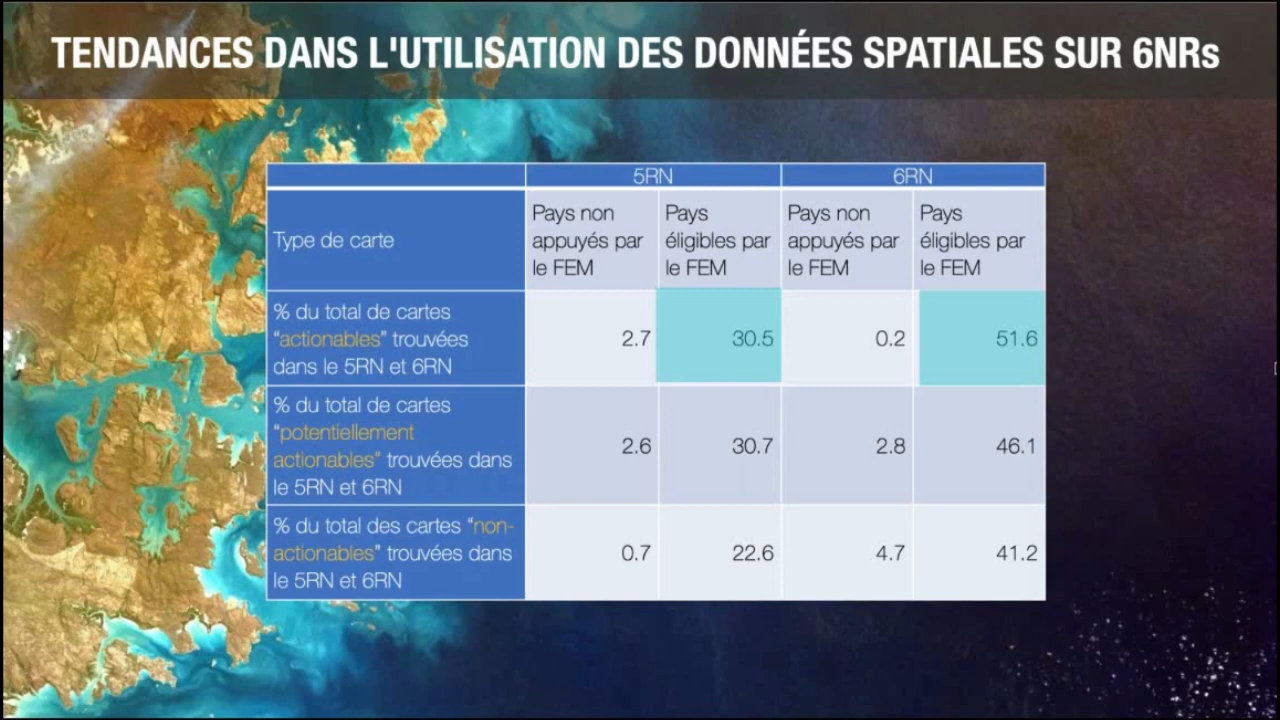 TENDANCES DANS L'UTILISATION DES DONNÉES SPATIALES SUR 6NRs
5RN 6RN
Type de carte
Pays non
appuyés par
le FEM
Pays
éligibles par
le FEM
Pays non
appuyés par
le FEM
Pays
éligibles par
le FEM
% du total de cartes
"actionables" trouvées
dans le 5RN et 6RN
2.7 30.5 0.2 51.6
% du total de cartes
"potentiellement
actionables" trouvées dans
le 5RN et 6RN
2.6 30.7 2.8 46.1
% du total des cartes "non-
actionables" trouvées dans
le 5RN et 6RN
0.7 22.6 4.7 41.2